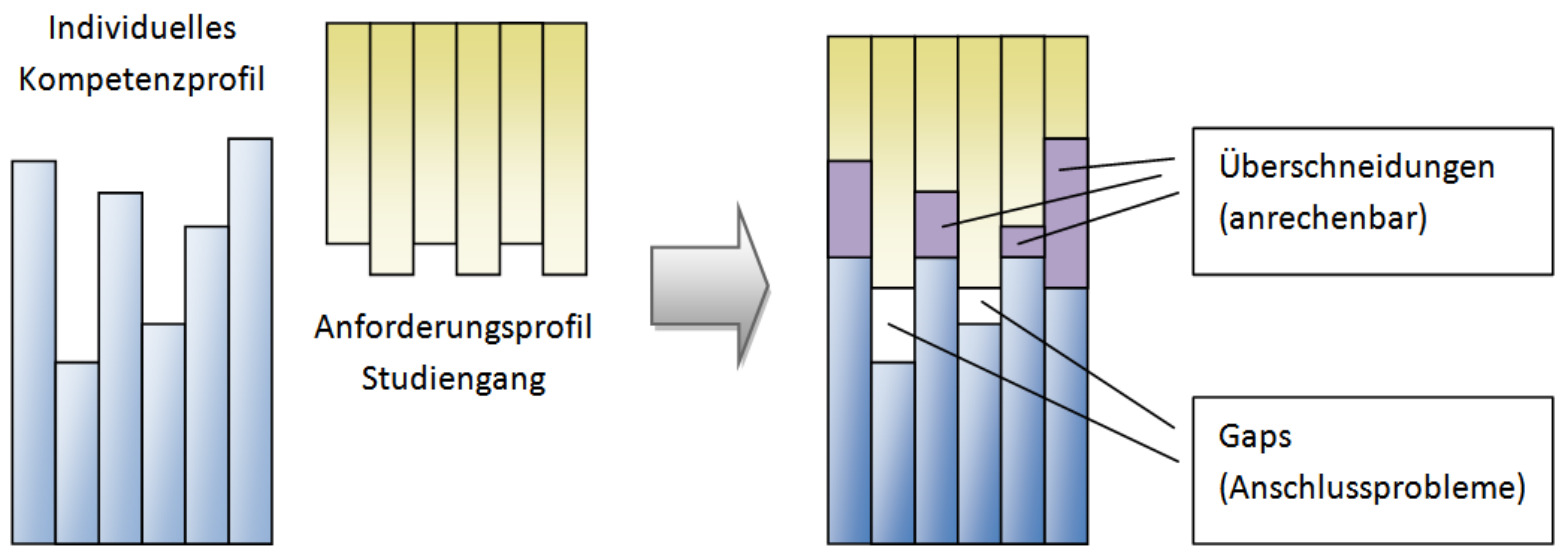 Individuelles
Kompetenzprofil
Anforderungsprofil
Studiengang
Überschneidungen
(anrechenbar)
Gaps
(Anschlussprobleme)